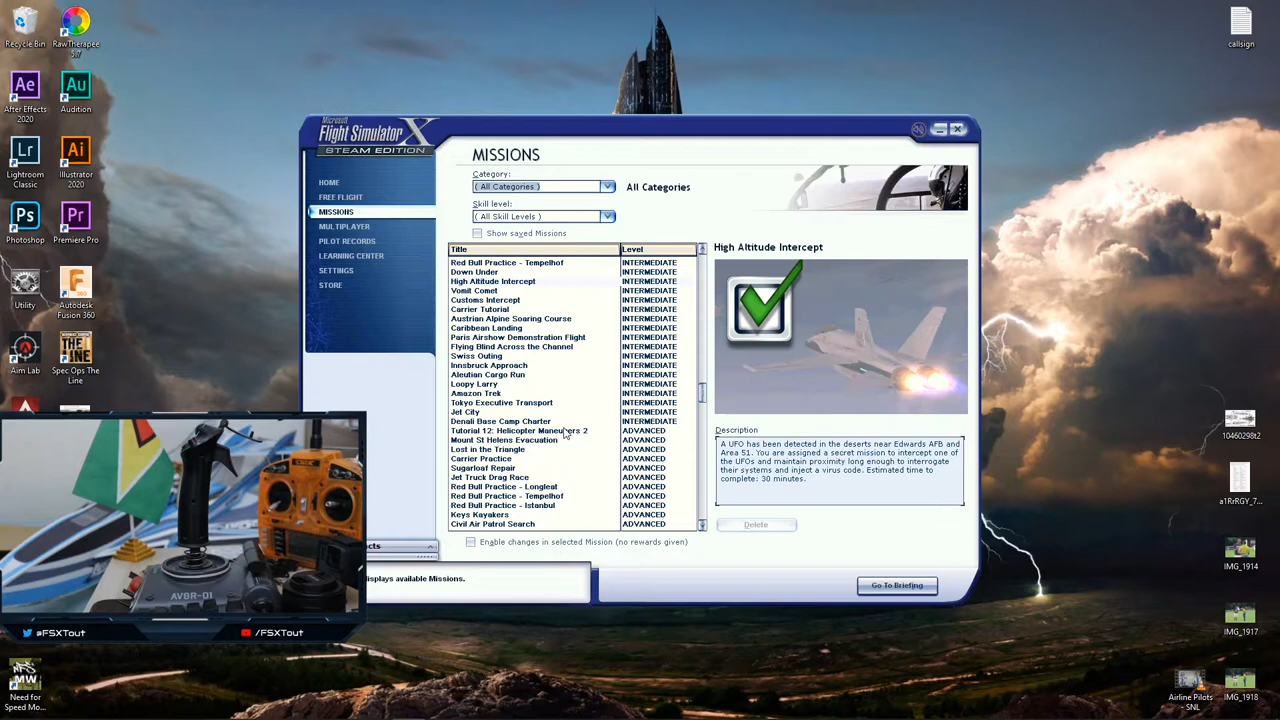 Recycle Bin
RawTherapee
5.7
callsign
After Effects
2020
Audition
Lightroom
Classic
Illustrator
2020
Photoshop
Premiere Pro
Utility
Autodesk
Fusion 360
Aim Lab
Spec Ops The
Line
Microsoft
Flight Simulator X
STEAM EDITION
HOME
FREE FLIGHT
MISSIONS
MULTIPLAYER
PILOT RECORDS
LEARNING CENTER
SETTINGS
STORE
MISSIONS
Category:
( All Categories )
All Categories
Skill level:
( All Skill Levels )
Show saved Missions
Title Level
Red Bull Practice - Tempelhof INTERMEDIATE
Down Under INTERMEDIATE
High Altitude Intercept INTERMEDIATE
Vomit Comet INTERMEDIATE
Customs Intercept INTERMEDIATE
Carrier Tutorial INTERMEDIATE
Austrian Alpine Soaring Course INTERMEDIATE
Caribbean Landing INTERMEDIATE
Paris Airshow Demonstration Flight INTERMEDIATE
Flying Blind Across the Channel INTERMEDIATE
Swiss Outing INTERMEDIATE
Innsbruck Approach INTERMEDIATE
Aleutian Cargo Run INTERMEDIATE
Loopy Larry INTERMEDIATE
Amazon Trek INTERMEDIATE
Tokyo Executive Transport INTERMEDIATE
Jet City INTERMEDIATE
Denali Base Camp Charter INTERMEDIATE
Tutorial 12: Helicopter Maneuvers 2 ADVANCED
Mount St Helens Evacuation ADVANCED
Lost in the Triangle ADVANCED
Carrier Practice ADVANCED
Sugarloaf Repair ADVANCED
Jet Truck Drag Race ADVANCED
Red Bull Practice - Longleat ADVANCED
Red Bull Practice - Tempelhof ADVANCED
Red Bull Practice - Istanbul ADVANCED
Keys Kayakers ADVANCED
Civil Air Patrol Search ADVANCED
Enable changes in selected Mission (no rewards given)
High Altitude Intercept
Description
A UFO has been detected in the deserts near Edwards AFB and
Area 51. You are assigned a secret mission to intercept one of
the UFOs and maintain proximity long enough to interrogate
their systems and inject a virus code. Estimated time to
complete: 30 minutes.
Delete
Go To Briefing
displays available Missions.
AVBR-01
@FSXTout
/FSXTout
NFS
MW
Need for
Speed Mo...
10460298t2
a1RrRGY_7...
IMG_1914
IMG_1917
Airline Pilots
- SNL
IMG_1918